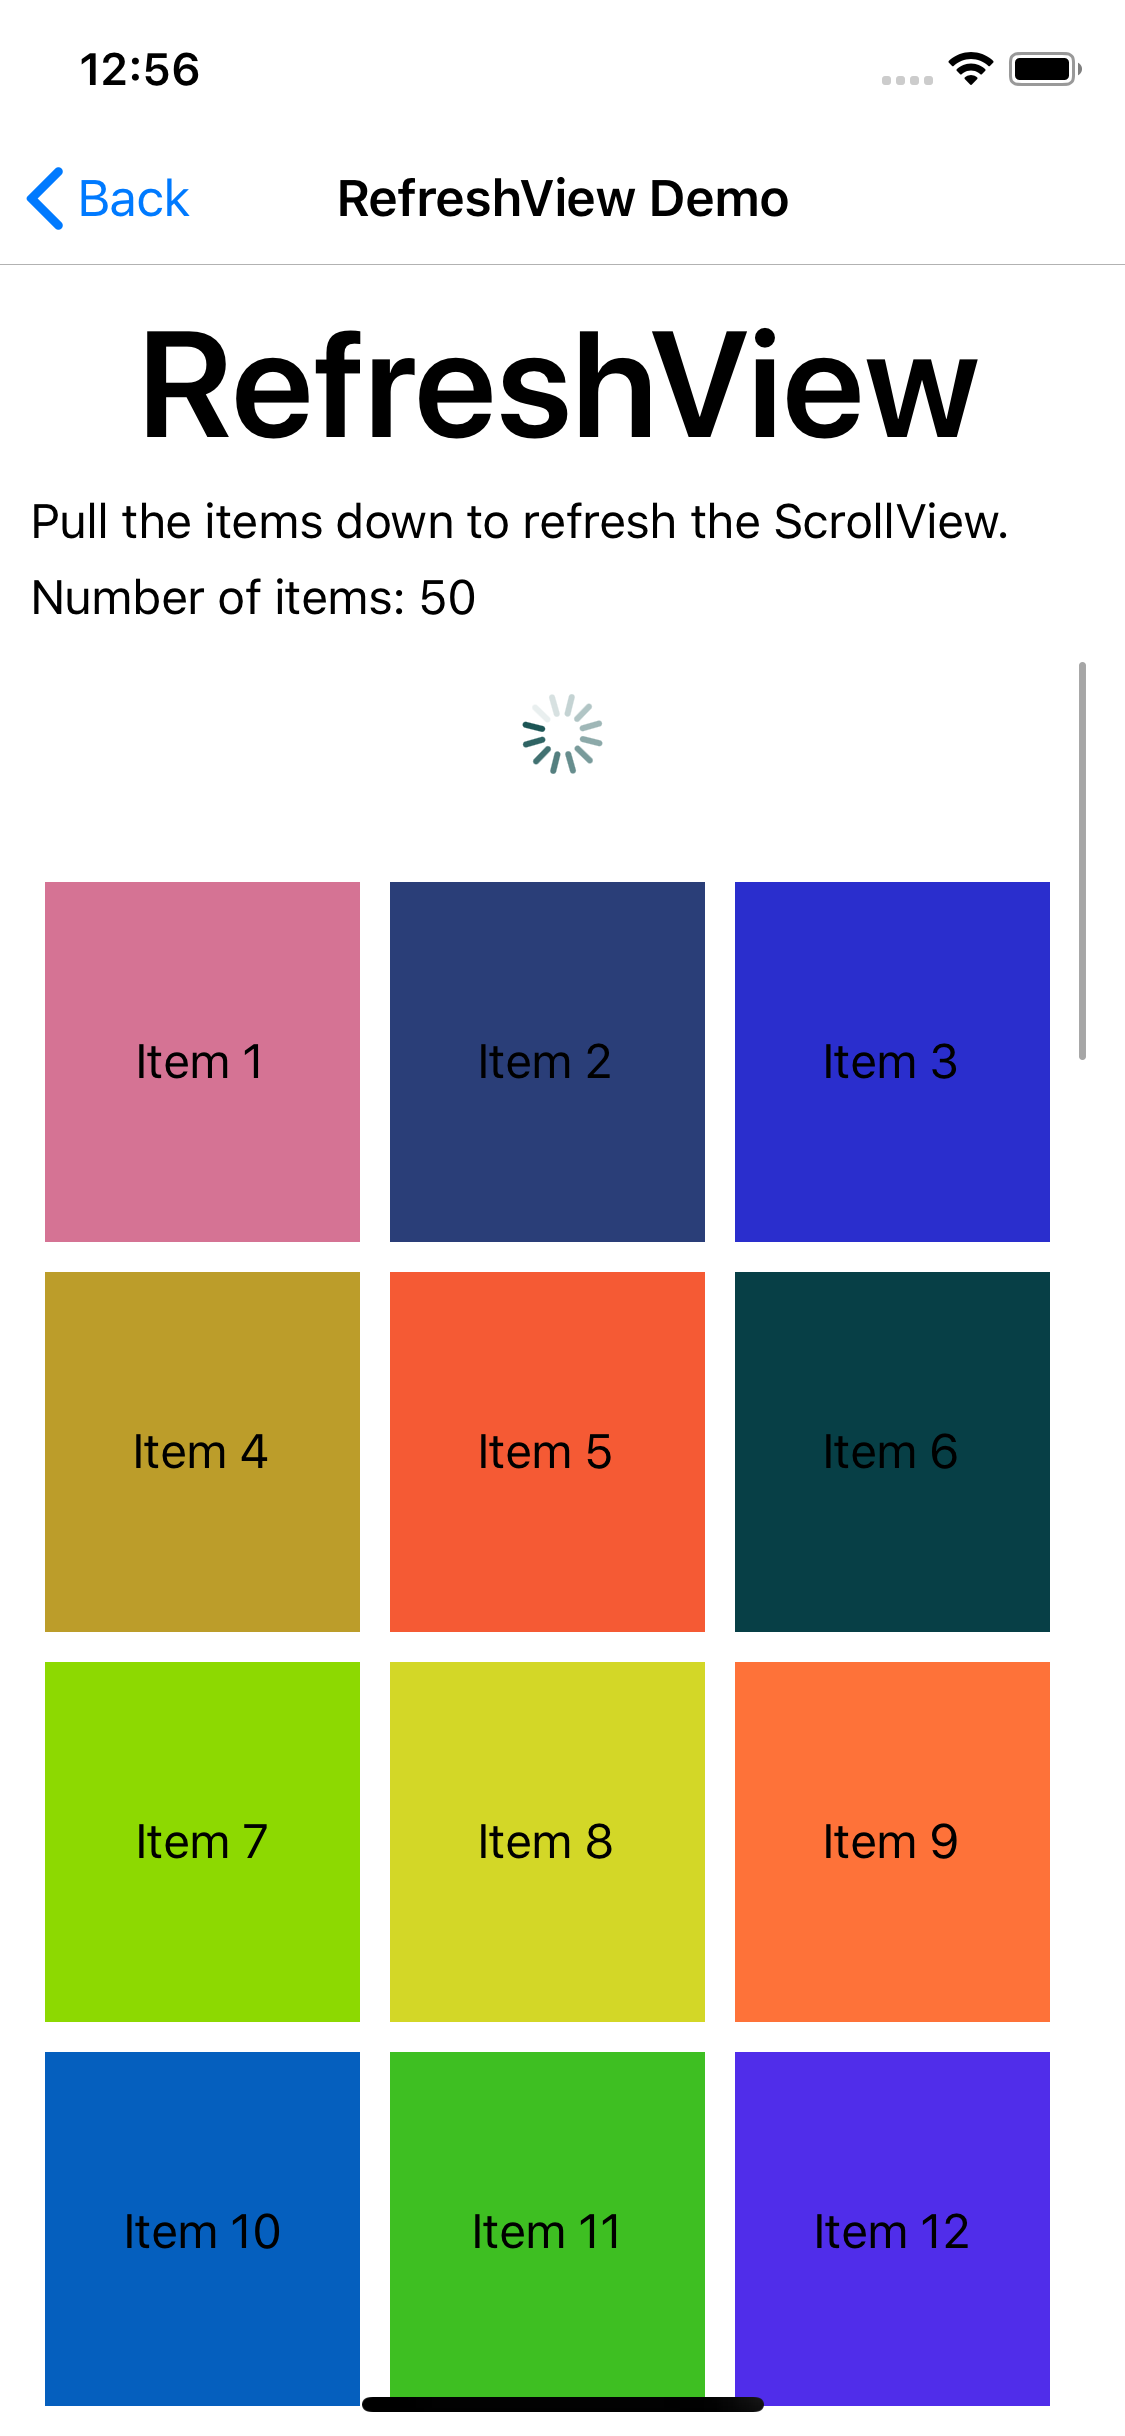 12:56
Back
RefreshView Demo
RefreshView
Pull the items down to refresh the ScrollView.
Number of items: 50
Item 1
Item 2
Item 3
Item 4
Item 5
Item 6
Item 7
Item 8
Item 9
Item 10
Item 11
Item 12